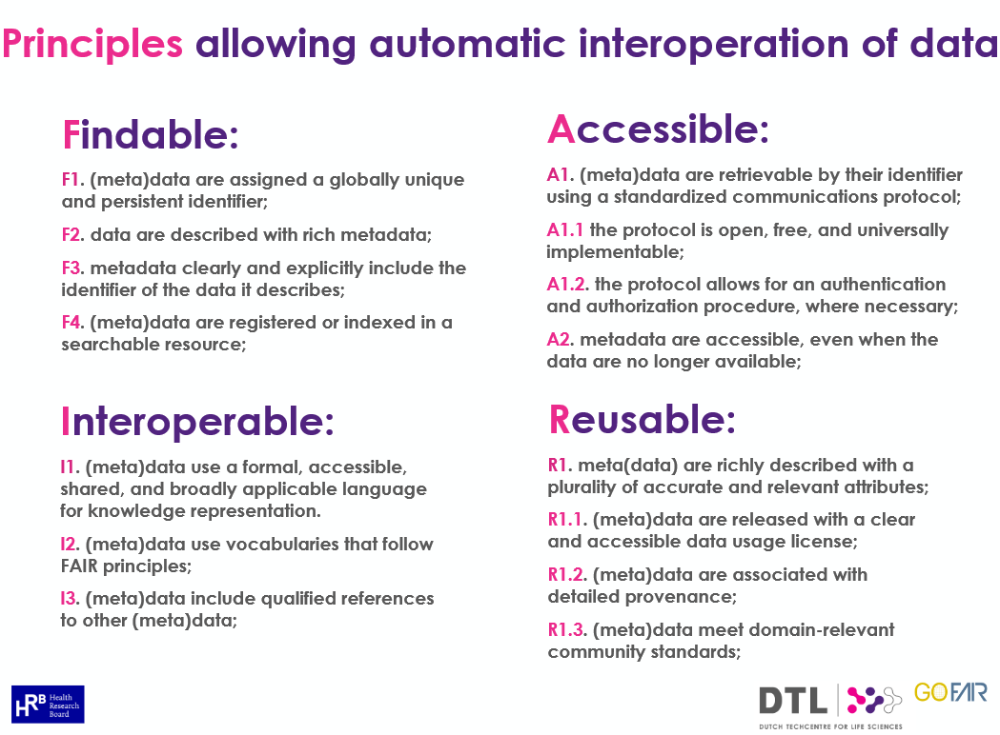 Principles allowing automatic interoperation of data
Findable:
F1. (meta)data are assigned a globally unique
and persistent identifier;
F2. data are described with rich metadata;
F3. metadata clearly and explicitly include the
identifier of the data it describes;
F4. (meta)data are registered or indexed in a
searchable resource;
Accessible:
A1. (meta)data are retrievable by their identifier
using a standardized communications protocol;
A1.1 the protocol is open, free, and universally
implementable;
A1.2. the protocol allows for an authentication
and authorization procedure, where necessary;
A2. metadata are accessible, even when the
data are no longer available;
Interoperable:
I1. (meta)data use a formal, accessible,
shared, and broadly applicable language
for knowledge representation.
I2. (meta)data use vocabularies that follow
FAIR principles;
I3. (meta)data include qualified references
to other (meta)data;
Reusable:
R1. meta(data) are richly described with a
plurality of accurate and relevant attributes;
R1.1. (meta)data are released with a clear
and accessible data usage license;
R1.2. (meta)data are associated with
detailed provenance;
R1.3. (meta)data meet domain-relevant
community standards;
HRB Health
Research
Board
DTL
DUTCH TECHCENTRE FOR LIFE SCIENCES
GO FAIR